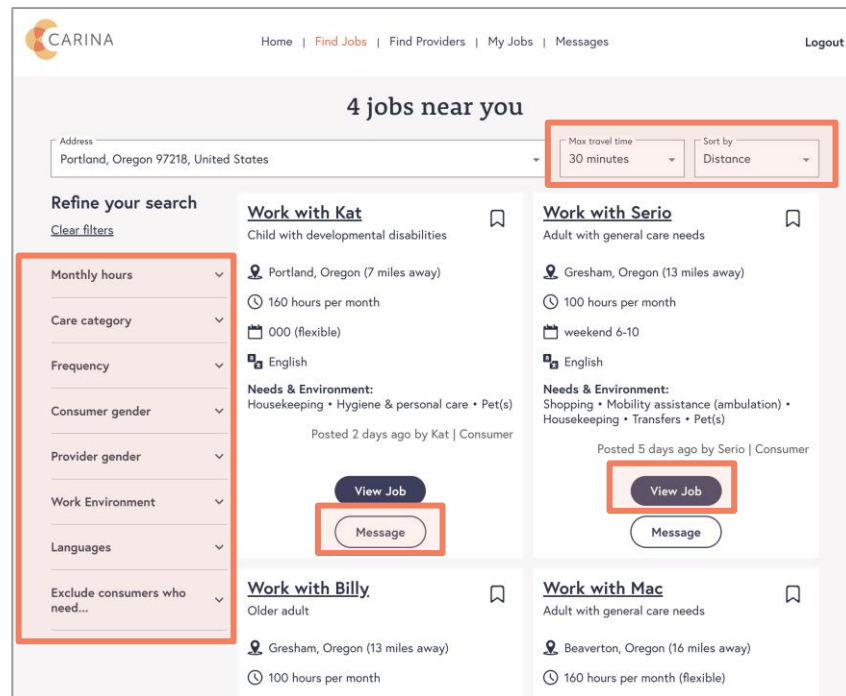 CARINA
Home | Find Jobs | Find Providers | My Jobs | Messages
Logout
4 jobs near you
Address
Portland, Oregon 97218, United States
Max travel time
30 minutes
Sort by
Distance
Refine your search
Clear filters
Monthly hours
Care category
Frequency
Consumer gender
Provider gender
Work Environment
Languages
Exclude consumers who
need...
Work with Kat
Child with developmental disabilities
Portland, Oregon (7 miles away)
160 hours per month
000 (flexible)
English
Needs & Environment:
Housekeeping • Hygiene & personal care • Pet(s)
Posted 2 days ago by Kat | Consumer
View Job
Message
Work with Serio
Adult with general care needs
Gresham, Oregon (13 miles away)
100 hours per month
weekend 6-10
English
Needs & Environment:
Shopping • Mobility assistance (ambulation) •
Housekeeping • Transfers • Pet(s)
Posted 5 days ago by Serio | Consumer
View Job
Message
Work with Billy
Older adult
Gresham, Oregon (13 miles away)
100 hours per month
Work with Mac
Adult with general care needs
Beaverton, Oregon (16 miles away)
160 hours per month (flexible)